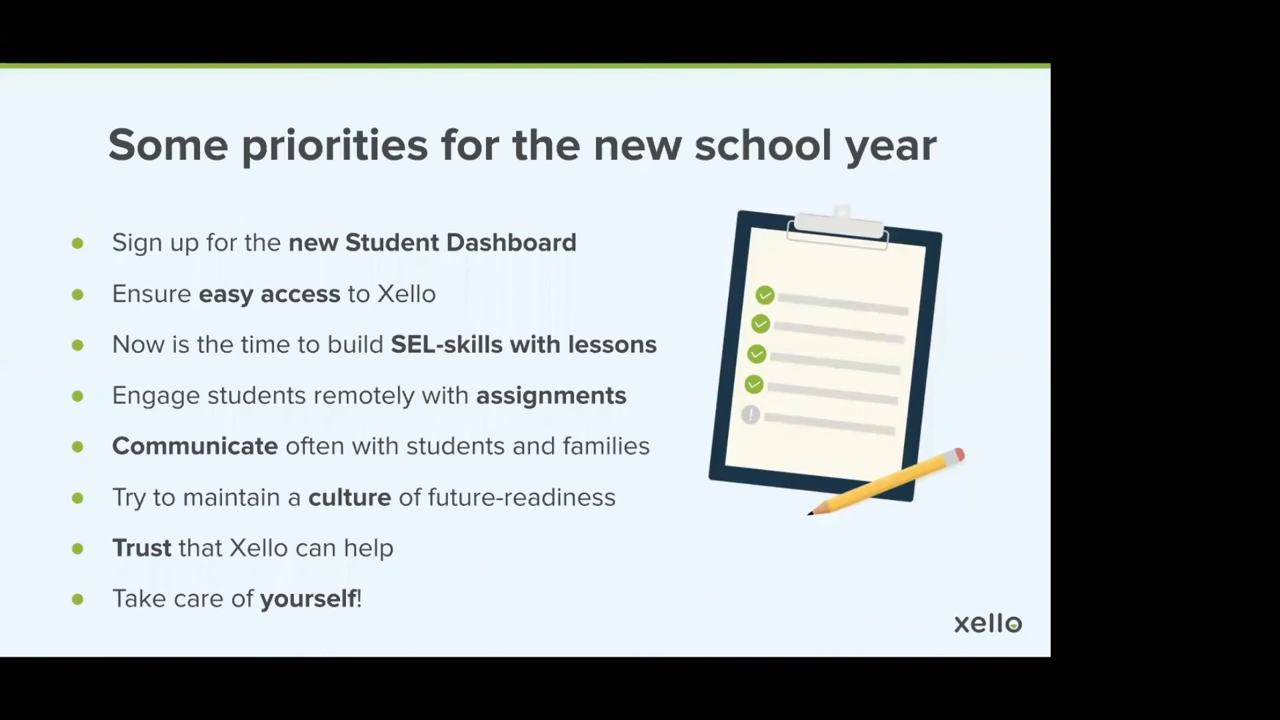 Some priorities for the new school year
Sign up for the new Student Dashboard
Ensure easy access to Xello
Now is the time to build SEL-skills with lessons
Engage students remotely with assignments
Communicate often with students and families
Try to maintain a culture of future-readiness
Trust that Xello can help
Take care of yourself!
xello